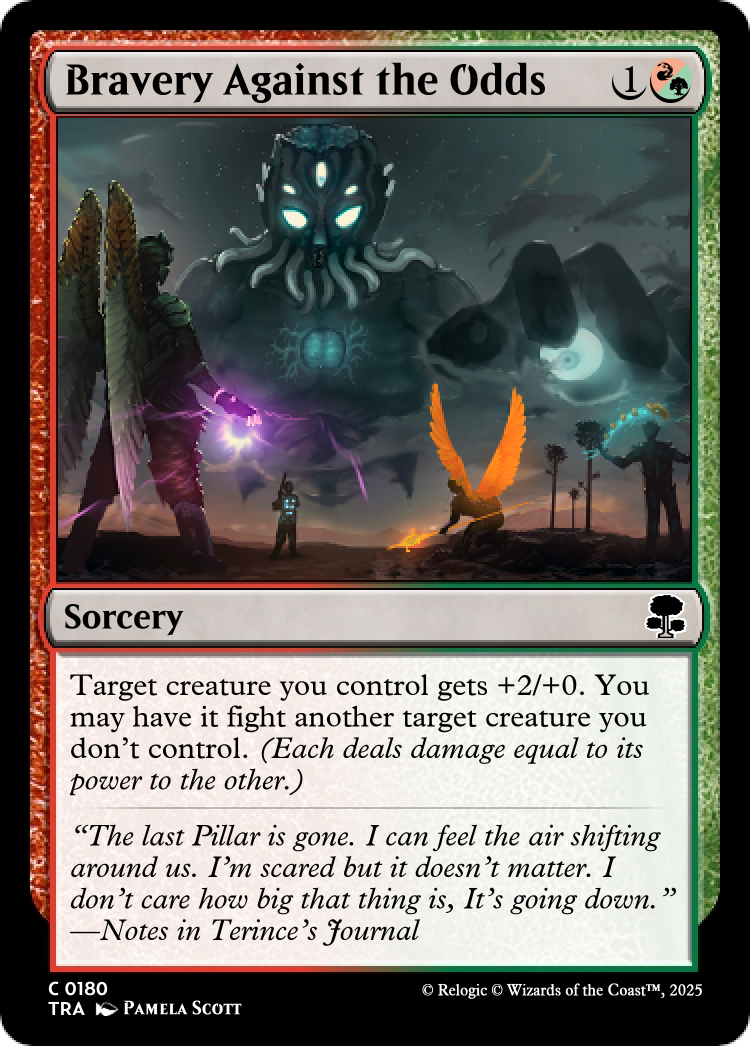 Bravery Against the Odds 1
Sorcery
Target creature you control gets +2/+0. You
may have it fight another target creature you
don't control. (Each deals damage equal to its
power to the other.)
“The last Pillar is gone. I can feel the air shifting
around us. I'm scared but it doesn't matter. I
don't care how big that thing is, It's going down.”
—Notes in Terince's Journal
C 0180
TRA PAMELA SCOTT
© Relogic © Wizards of the Coast™, 2025